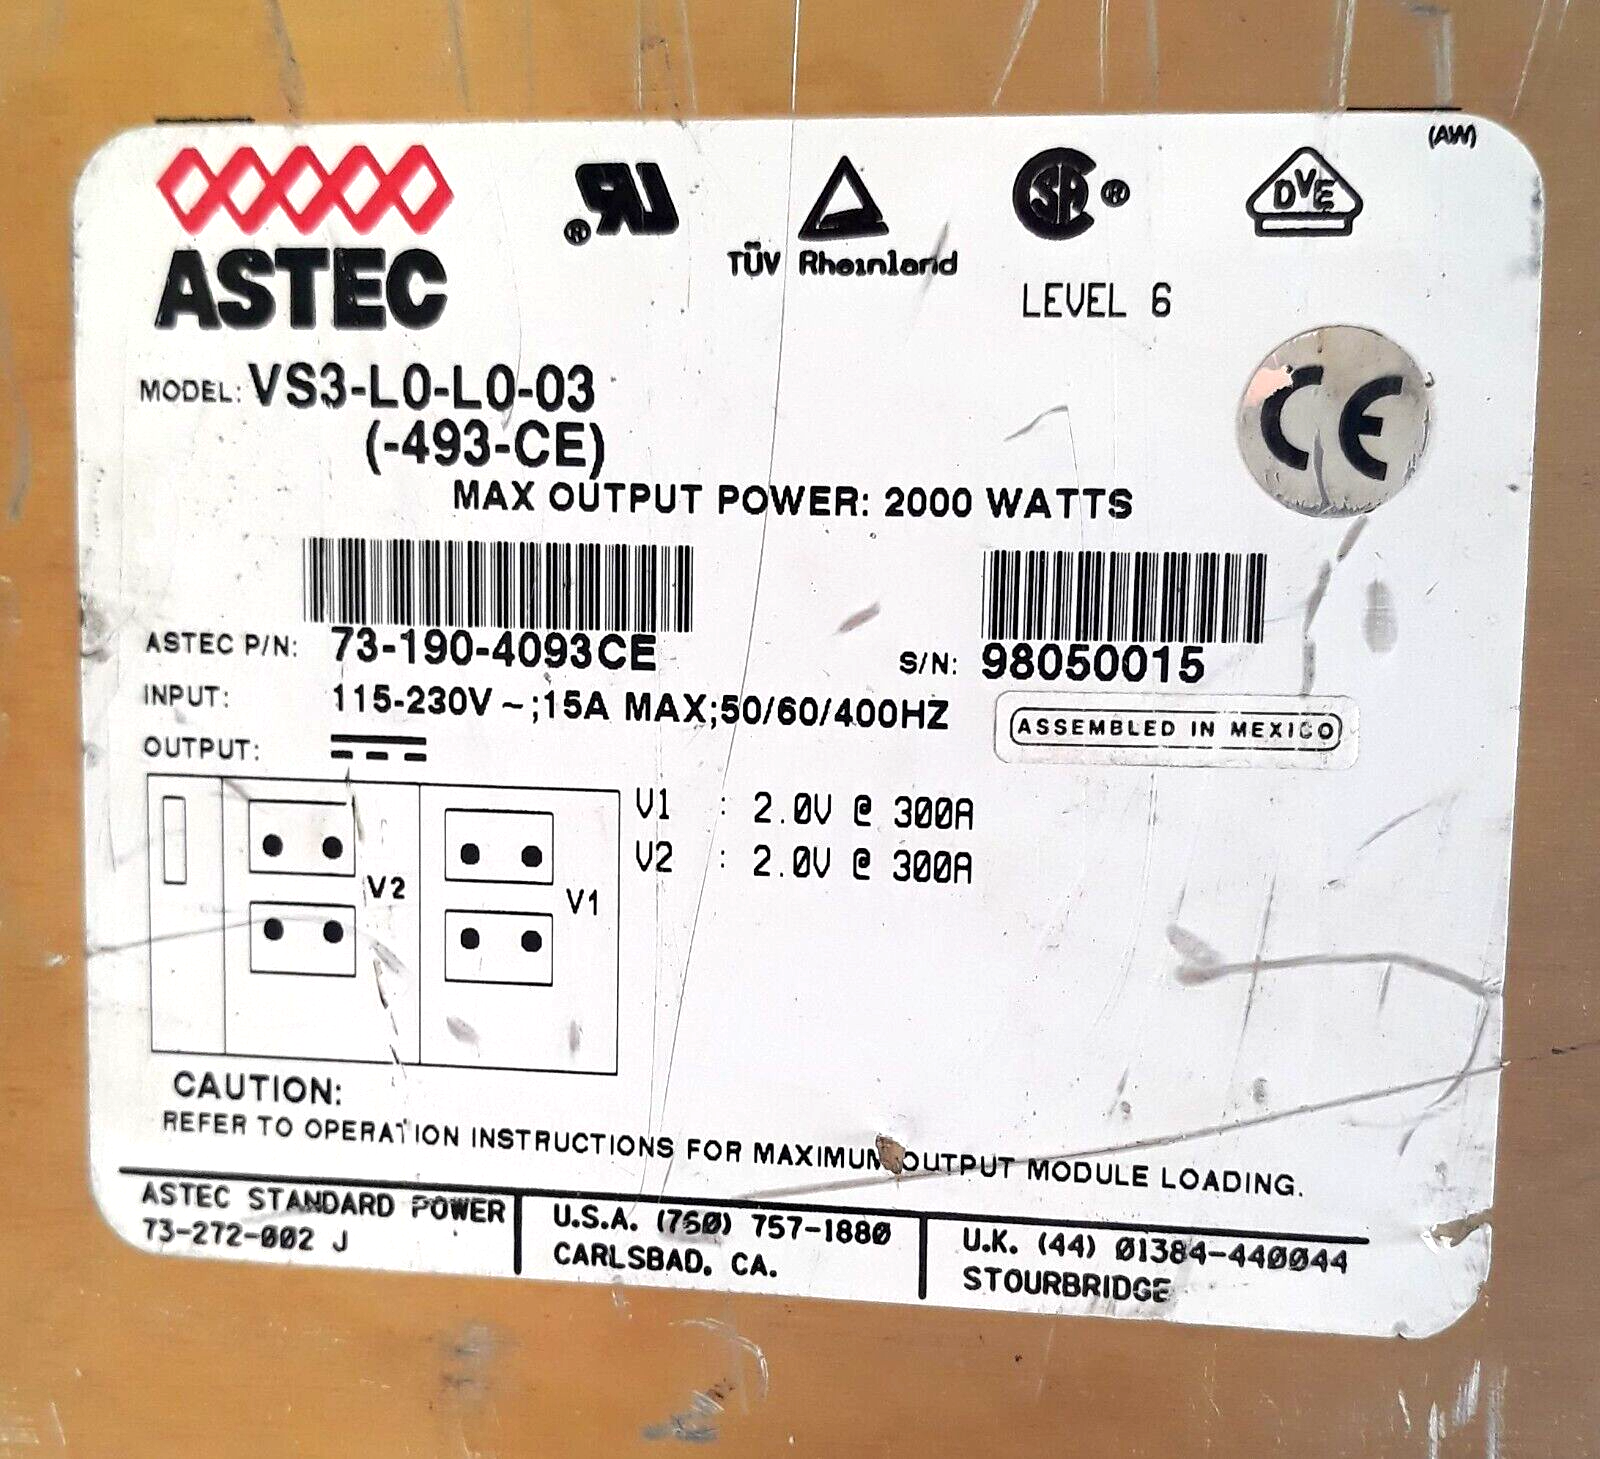 (AW)
ASTEC
TÜV Rheinland
LEVEL 6
DVE
CE
MODEL: VS3-L0-L0-03
(-493-CE)
MAX OUTPUT POWER: 2000 WATTS
ASTEC P/N: 73-190-4093CE
S/N: 98050015
INPUT: 115-230V ~;15A MAX;50/60/400HZ
ASSEMBLED IN MEXICO
OUTPUT:
V1 : 2.0V @ 300A
V2 : 2.0V @ 300A
V2
V1
CAUTION:
REFER TO OPERATION INSTRUCTIONS FOR MAXIMUM OUTPUT MODULE LOADING.
ASTEC STANDARD POWER
73-272-002 J
U.S.A. (760) 757-1880
CARLSBAD, CA.
U.K. (44) 01384-440044
STOURBRIDGE